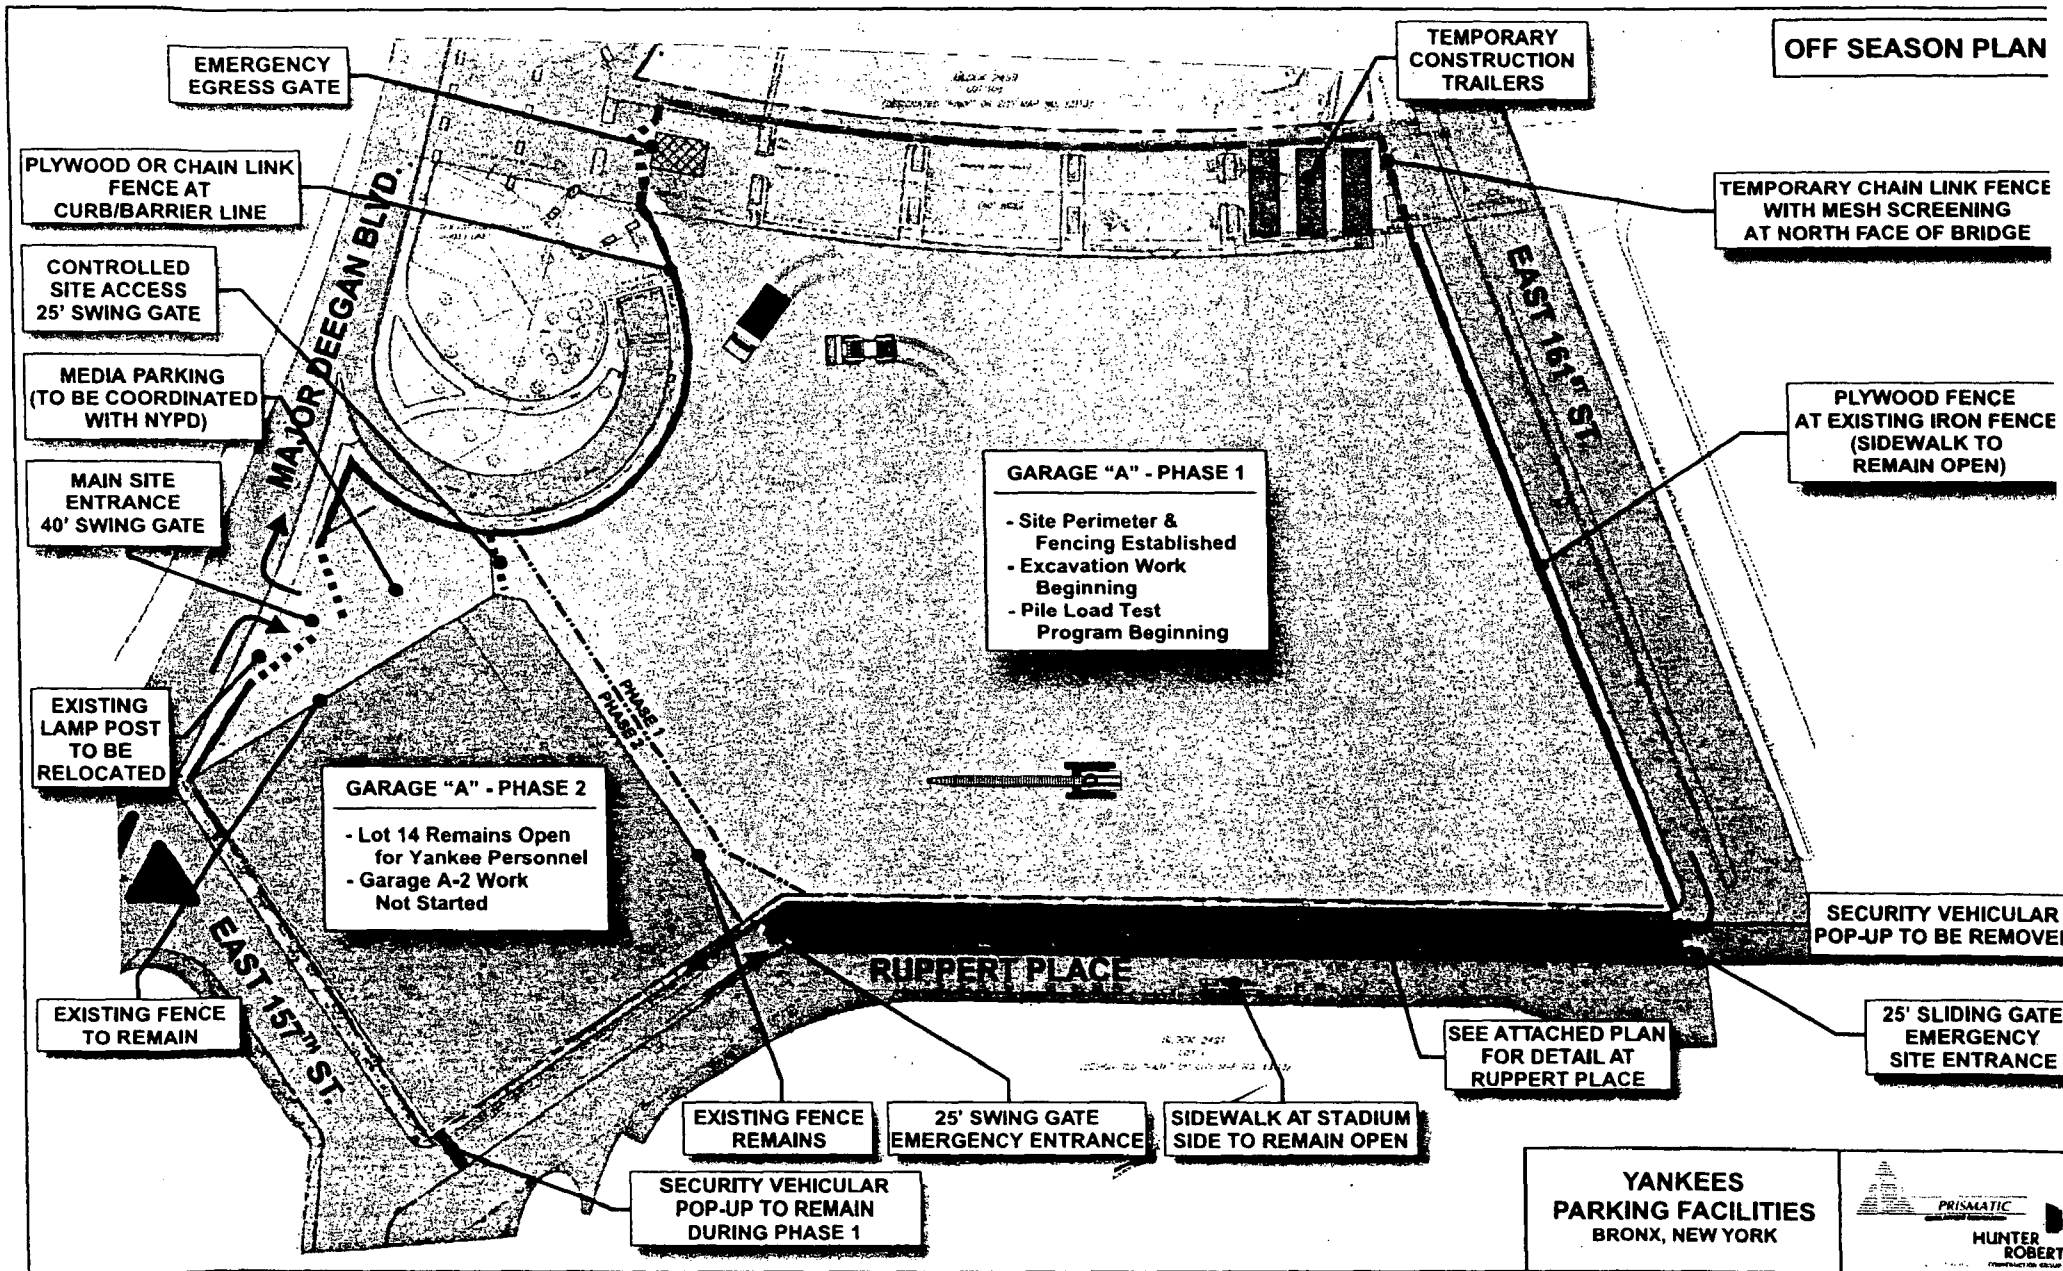 OFF SEASON PLAN
EMERGENCY
EGRESS GATE
TEMPORARY
CONSTRUCTION
TRAILERS
PLYWOOD OR CHAIN LINK
FENCE AT
CURB/BARRIER LINE
TEMPORARY CHAIN LINK FENCE
WITH MESH SCREENING
AT NORTH FACE OF BRIDGE
CONTROLLED
SITE ACCESS
25' SWING GATE
MAJOR DEEGAN BLVD.
EAST 161ST ST.
MEDIA PARKING
(TO BE COORDINATED
WITH NYPD)
PLYWOOD FENCE
AT EXISTING IRON FENCE
(SIDEWALK TO
REMAIN OPEN)
MAIN SITE
ENTRANCE
40' SWING GATE
GARAGE "A" - PHASE 1
- Site Perimeter &
Fencing Established
- Excavation Work
Beginning
- Pile Load Test
Program Beginning
PHASE 1
PHASE 2
EXISTING
LAMP POST
TO BE
RELOCATED
GARAGE "A" - PHASE 2
- Lot 14 Remains Open
for Yankee Personnel
- Garage A-2 Work
Not Started
EAST 157TH ST.
RUPPERT PLACE
SECURITY VEHICULAR
POP-UP TO BE REMOVE
EXISTING FENCE
TO REMAIN
25' SLIDING GATE
EMERGENCY
SITE ENTRANCE
SEE ATTACHED PLAN
FOR DETAIL AT
RUPPERT PLACE
EXISTING FENCE
REMAINS
25' SWING GATE
EMERGENCY ENTRANCE
SIDEWALK AT STADIUM
SIDE TO REMAIN OPEN
SECURITY VEHICULAR
POP-UP TO REMAIN
DURING PHASE 1
YANKEES
PARKING FACILITIES
BRONX, NEW YORK
PRISMATIC
HUNTER
ROBERT